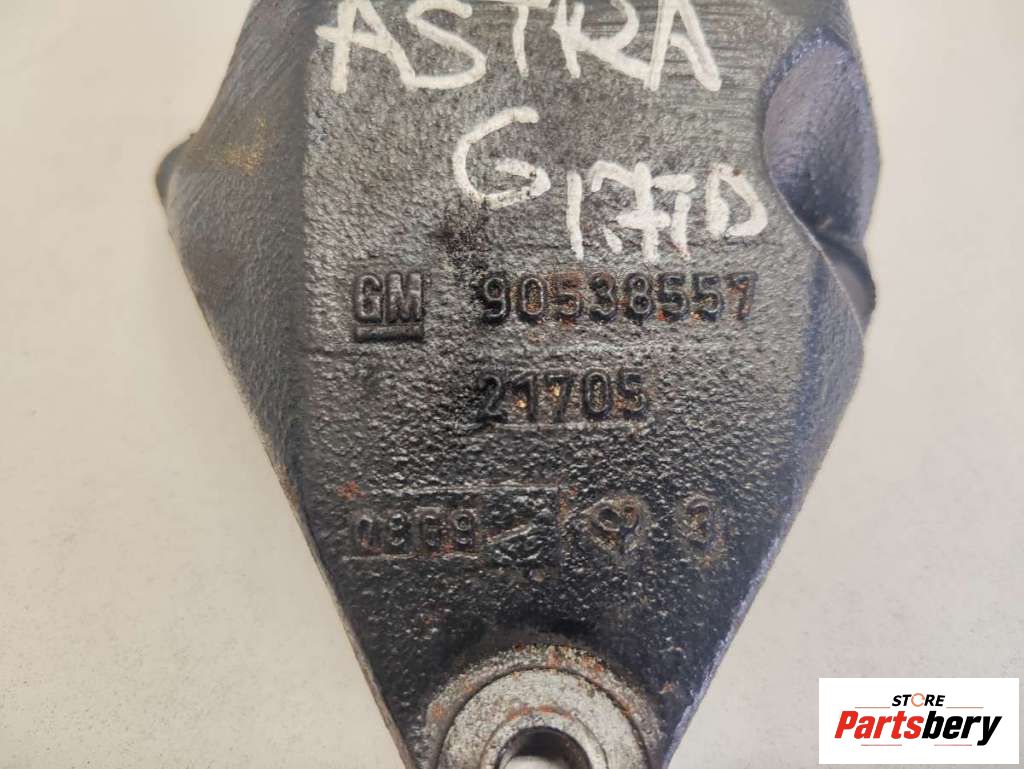 ASTRA
G 1.7TD
GM 90538557
21705
STORE
Partsbery